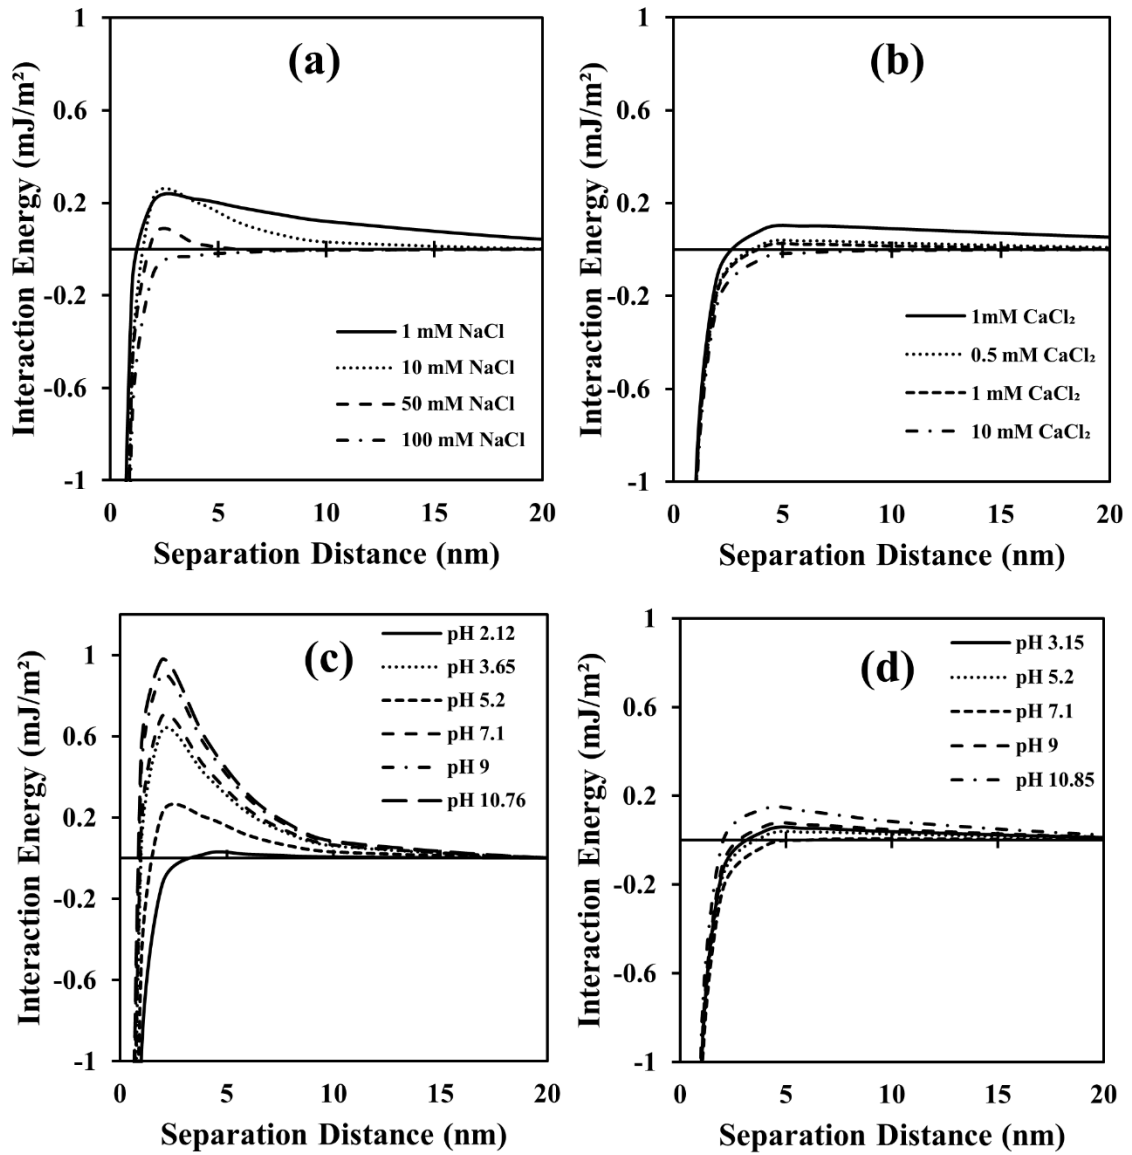 (a)
Interaction Energy (mJ/m²)
1
0.6
0.2
-0.2
-0.6
-1
1 mM NaCl
10 mM NaCl
50 mM NaCl
100 mM NaCl
0 5 10 15 20
Separation Distance (nm)
(b)
Interaction Energy (mJ/m²)
1
0.6
0.2
-0.2
-0.6
-1
1mM CaCl₂
0.5 mM CaCl₂
1 mM CaCl₂
10 mM CaCl₂
0 5 10 15 20
Separation Distance (nm)
(c)
Interaction Energy (mJ/m²)
1
0.6
0.2
-0.2
-0.6
-1
pH 2.12
pH 3.65
pH 5.2
pH 7.1
pH 9
pH 10.76
0 5 10 15 20
Separation Distance (nm)
(d)
Interaction Energy (mJ/m²)
1
0.6
0.2
-0.2
-0.6
-1
pH 3.15
pH 5.2
pH 7.1
pH 9
pH 10.85
0 5 10 15 20
Separation Distance (nm)